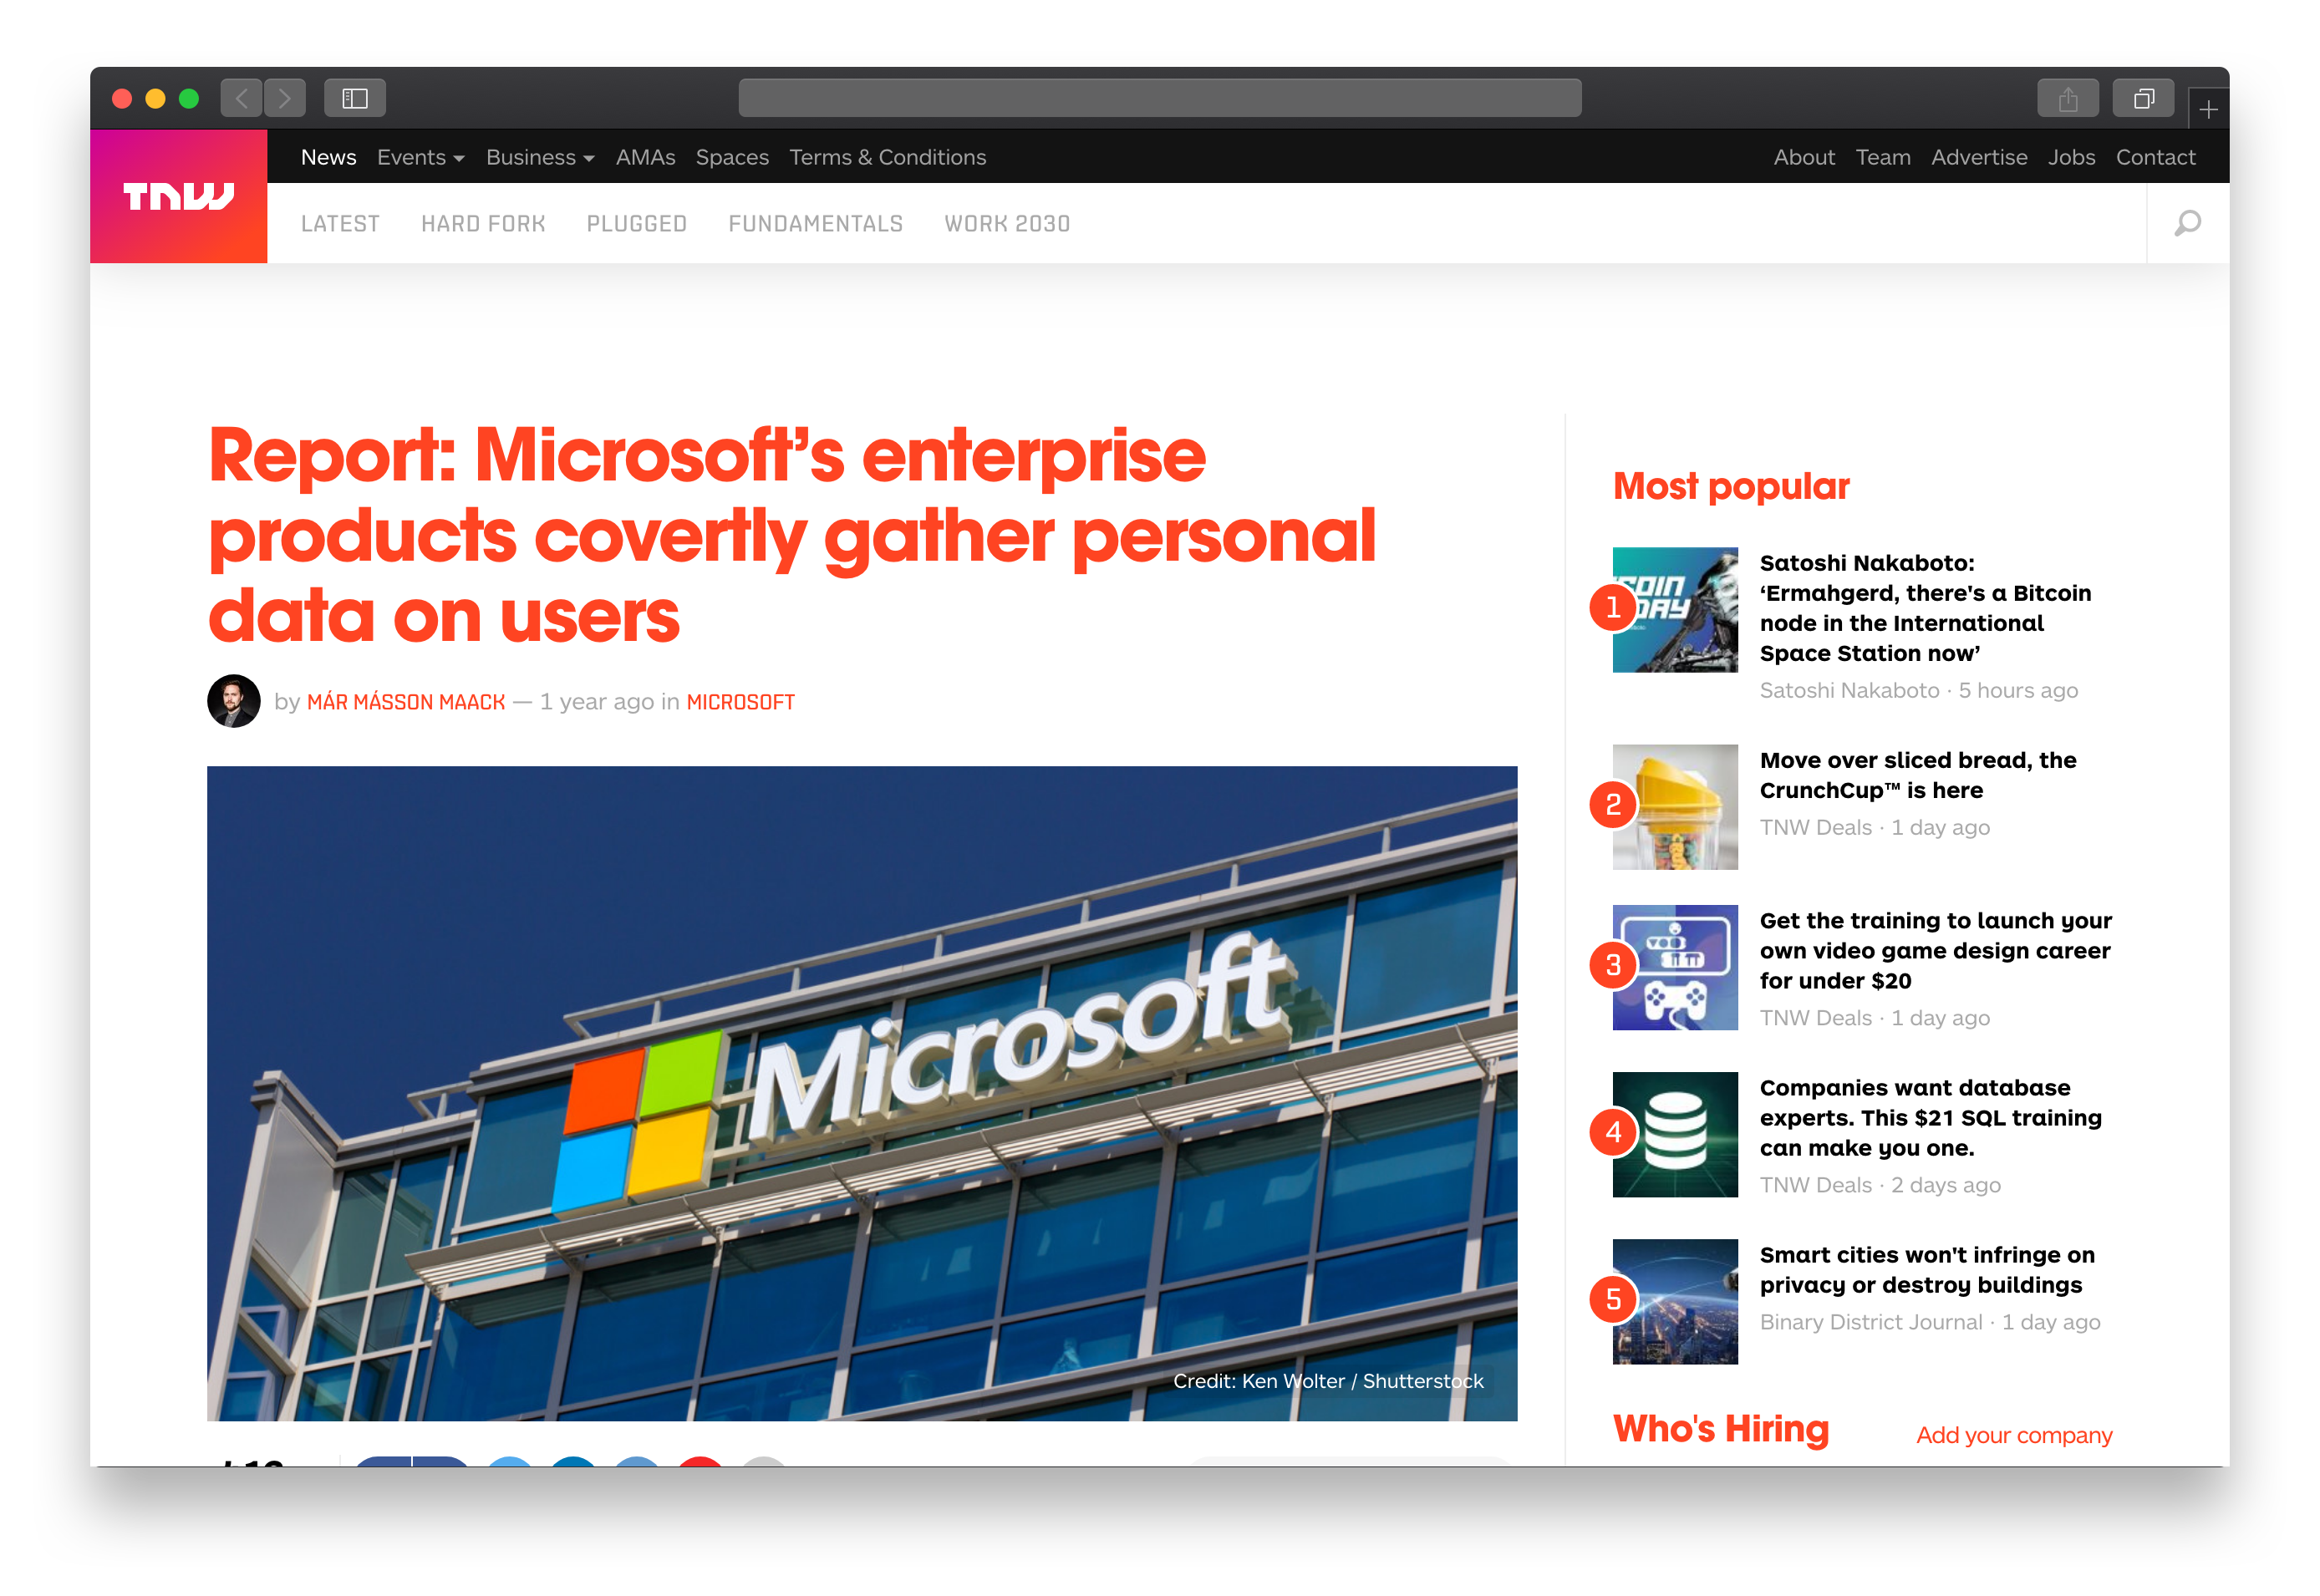 TNW
News Events Business AMAs Spaces Terms & Conditions
About Team Advertise Jobs Contact
LATEST HARD FORK PLUGGED FUNDAMENTALS WORK 2030
Report: Microsoft’s enterprise
products covertly gather personal
data on users
by MÁR MÁSSON MAACK — 1 year ago in MICROSOFT
Microsoft
Credit: Ken Wolter / Shutterstock
Most popular
1
Satoshi Nakaboto:
‘Ermahgerd, there's a Bitcoin
node in the International
Space Station now’
Satoshi Nakaboto · 5 hours ago
2
Move over sliced bread, the
CrunchCup™ is here
TNW Deals · 1 day ago
3
Get the training to launch your
own video game design career
for under $20
TNW Deals · 1 day ago
4
Companies want database
experts. This $21 SQL training
can make you one.
TNW Deals · 2 days ago
5
Smart cities won't infringe on
privacy or destroy buildings
Binary District Journal · 1 day ago
Who's Hiring
Add your company